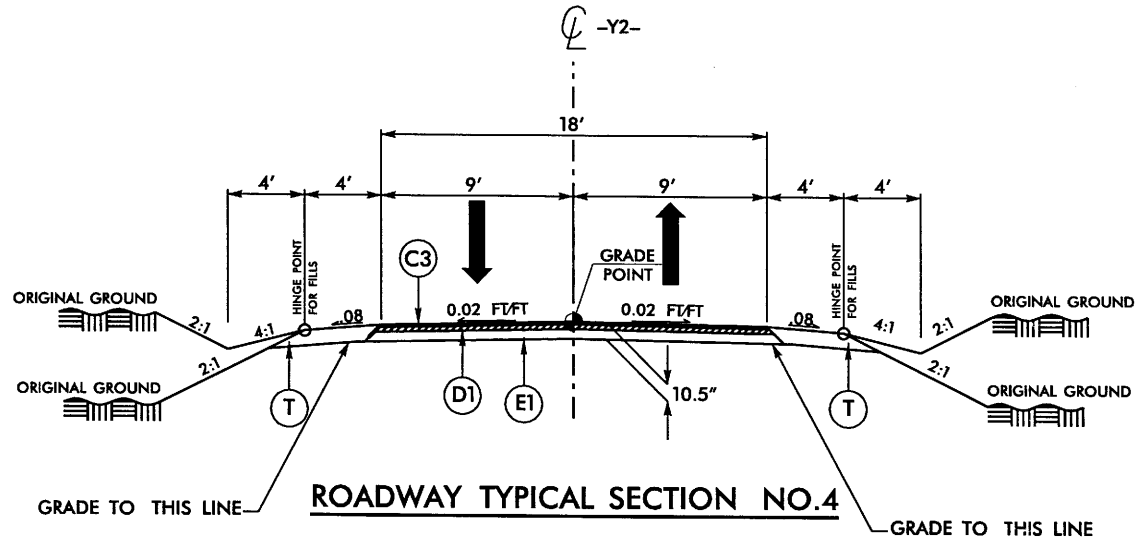 ℄ -Y2-
18'
4' 4' 9' 9' 4' 4'
HINGE POINT
FOR FILLS
C3
GRADE
POINT
HINGE POINT
FOR FILLS
ORIGINAL GROUND
ORIGINAL GROUND
2:1 4:1 .08 0.02 FT/FT 0.02 FT/FT .08 4:1 2:1
ORIGINAL GROUND
2:1
2:1
ORIGINAL GROUND
T D1 E1 10.5" T
GRADE TO THIS LINE
ROADWAY TYPICAL SECTION NO.4
GRADE TO THIS LINE